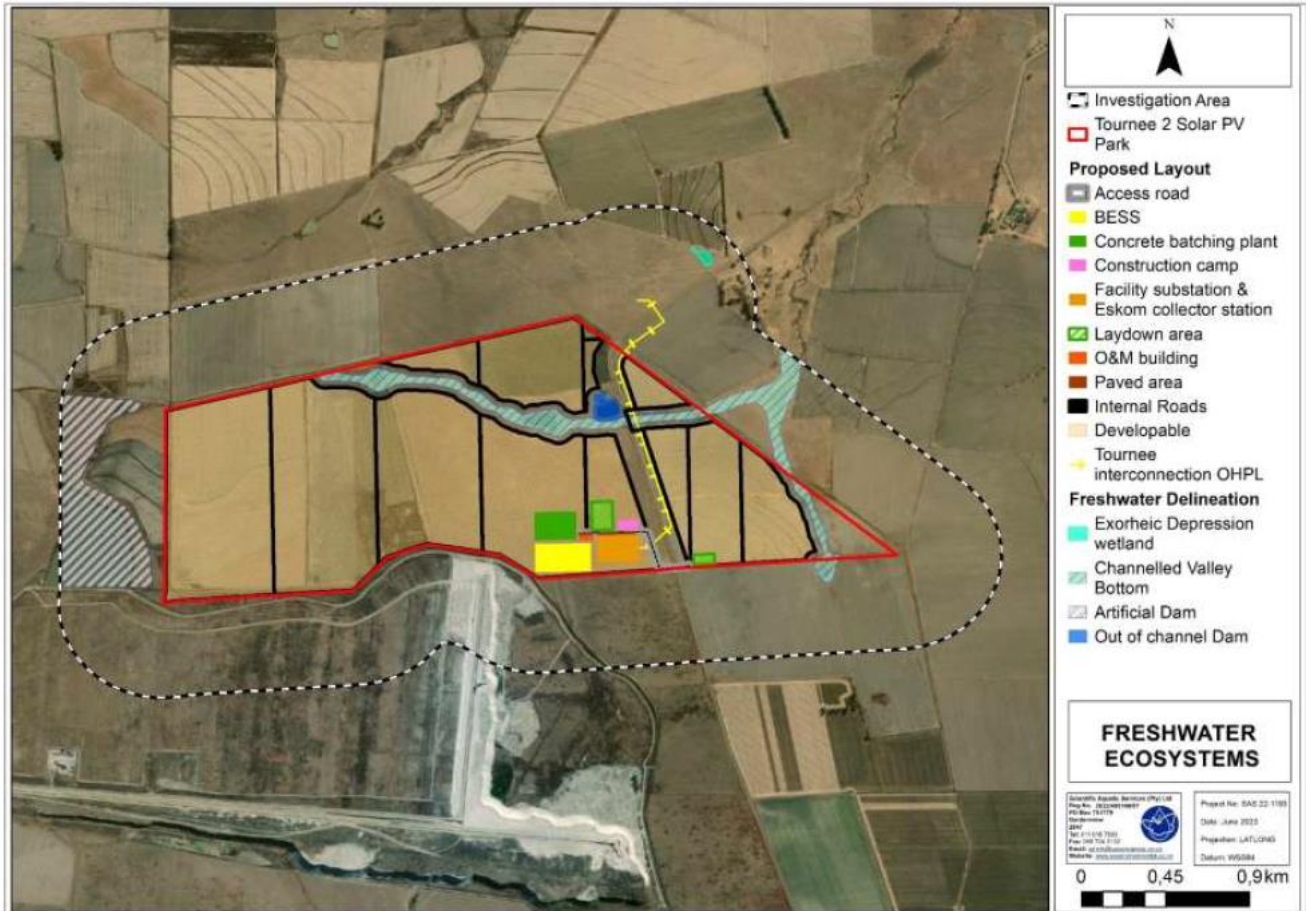 N
Investigation Area
Tournee 2 Solar PV
Park
Proposed Layout
Access road
BESS
Concrete batching plant
Construction camp
Facility substation &
Eskom collector station
Laydown area
O&M building
Paved area
Internal Roads
Developable
Tournee
interconnection OHPL
Freshwater Delineation
Exorheic Depression
wetland
Channelled Valley
Bottom
Artificial Dam
Out of channel Dam
FRESHWATER
ECOSYSTEMS
Scientific Aquatic Services (Pty) Ltd
Project No: SAS 22-1193
Date: June 2023
Projection: LATLONG
Datum: WGS84
0 0,45 0,9km